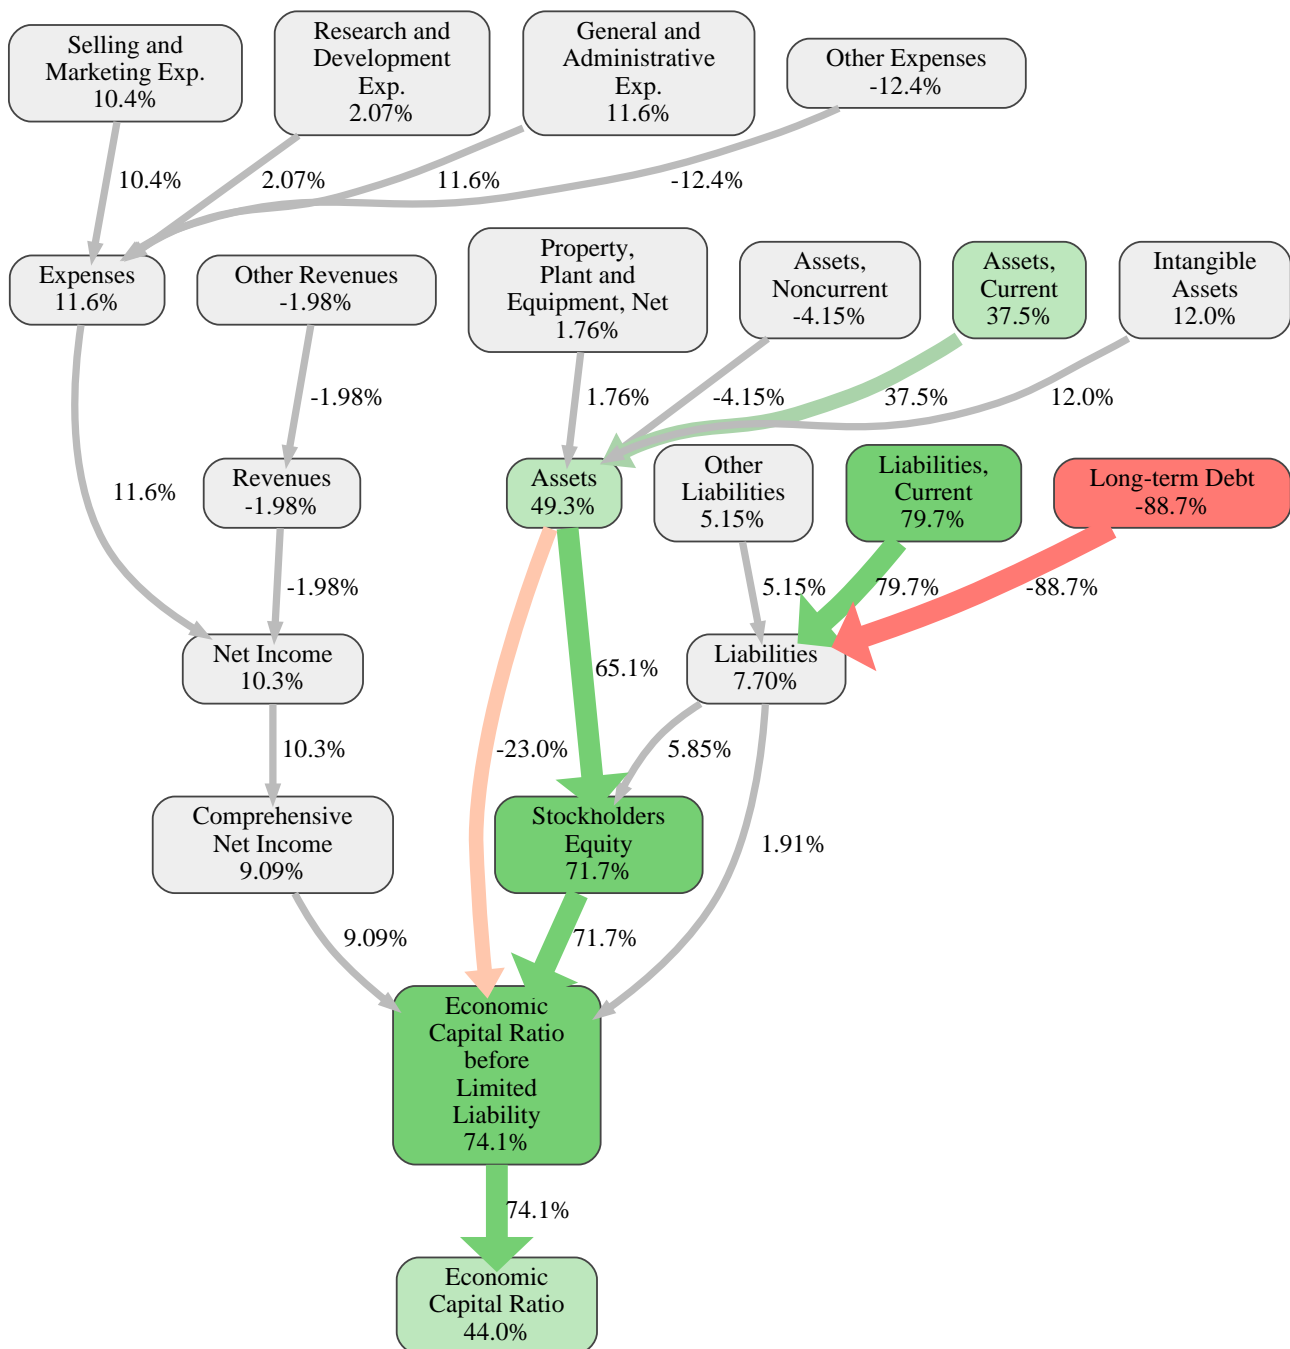 Selling and
Marketing Exp.
10.4%
Research and
Development
Exp.
2.07%
General and
Administrative
Exp.
11.6%
Other Expenses
-12.4%
10.4%
2.07%
11.6%
-12.4%
Expenses
11.6%
Other Revenues
-1.98%
Property,
Plant and
Equipment, Net
1.76%
Assets,
Noncurrent
-4.15%
Assets,
Current
37.5%
Intangible
Assets
12.0%
-1.98%
1.76%
-4.15%
37.5%
12.0%
11.6%
Revenues
-1.98%
Assets
49.3%
Other
Liabilities
5.15%
Liabilities,
Current
79.7%
Long-term Debt
-88.7%
-1.98%
5.15%
79.7%
-88.7%
Net Income
10.3%
65.1%
Liabilities
7.70%
10.3%
-23.0%
5.85%
Comprehensive
Net Income
9.09%
Stockholders
Equity
71.7%
1.91%
9.09%
71.7%
Economic
Capital Ratio
before
Limited
Liability
74.1%
74.1%
Economic
Capital Ratio
44.0%